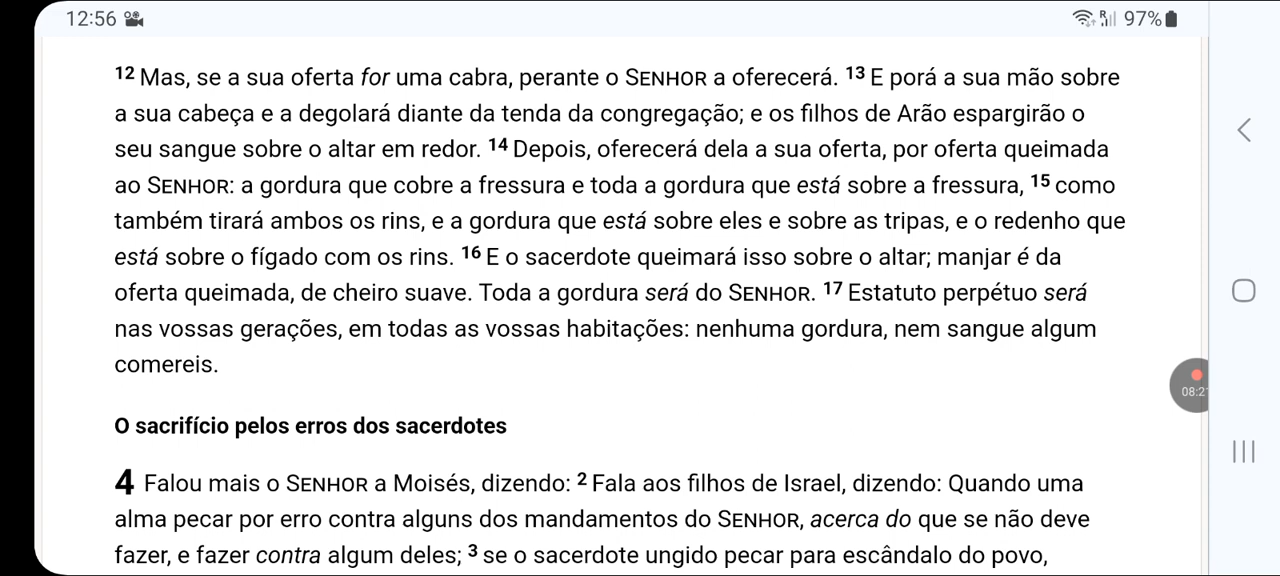 12:56
97%
12 Mas, se a sua oferta for uma cabra, perante o SENHOR a oferecerá. 13 E porá a sua mão sobre
a sua cabeça e a degolará diante da tenda da congregação; e os filhos de Arão espargirão o
seu sangue sobre o altar em redor. 14 Depois, oferecerá dela a sua oferta, por oferta queimada
ao SENHOR: a gordura que cobre a fressura e toda a gordura que está sobre a fressura, 15 como
também tirará ambos os rins, e a gordura que está sobre eles e sobre as tripas, e o redenho que
está sobre o fígado com os rins. 16 E o sacerdote queimará isso sobre o altar; manjar é da
oferta queimada, de cheiro suave. Toda a gordura será do SENHOR. 17 Estatuto perpétuo será
nas vossas gerações, em todas as vossas habitações: nenhuma gordura, nem sangue algum
comereis.
O sacrifício pelos erros dos sacerdotes
4 Falou mais o SENHOR a Moisés, dizendo: 2 Fala aos filhos de Israel, dizendo: Quando uma
alma pecar por erro contra alguns dos mandamentos do SENHOR, acerca do que se não deve
fazer, e fazer contra algum deles; 3 se o sacerdote ungido pecar para escândalo do povo,